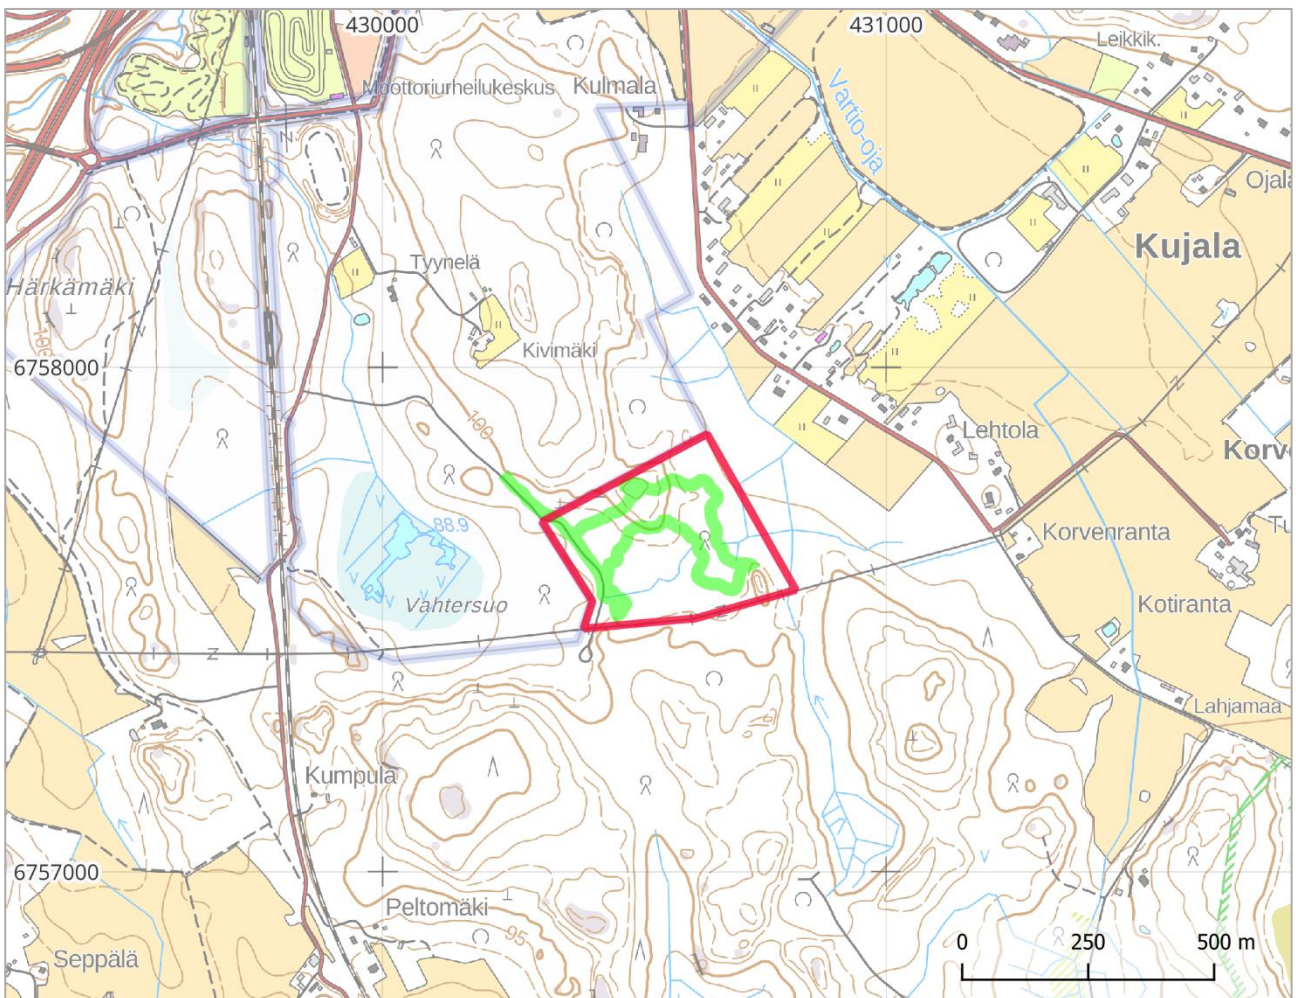 430000
431000
Leikkik.
Moottoriurheilukeskus
Kulmala
Vartio-oja
Ojala
Kujala
Tyynelä
Härkämäki
Kivimäki
6758000
100
Lehtola
Korv
88.9
Korvenranta
Tu
Vahtersuo
Kotiranta
Lahjamaa
Kumpula
6757000
Peltomäki
95
Seppälä
0 250 500 m